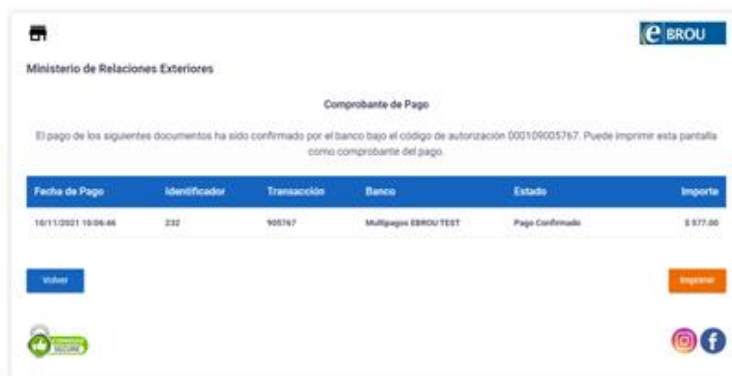 e BROU
Ministerio de Relaciones Exteriores
Comprobante de Pago
El pago de los siguientes documentos ha sido confirmado por el banco bajo el código de autorización 000109005767. Puede imprimir esta pantalla
como comprobante del pago.
Fecha de Pago Identificador Transacción Banco Estado Importe
10/11/2021 10:06:46 232 905767 Multipagos EBROU TEST Pago Confirmado $ 577.00
Volver Imprimir
SECURE